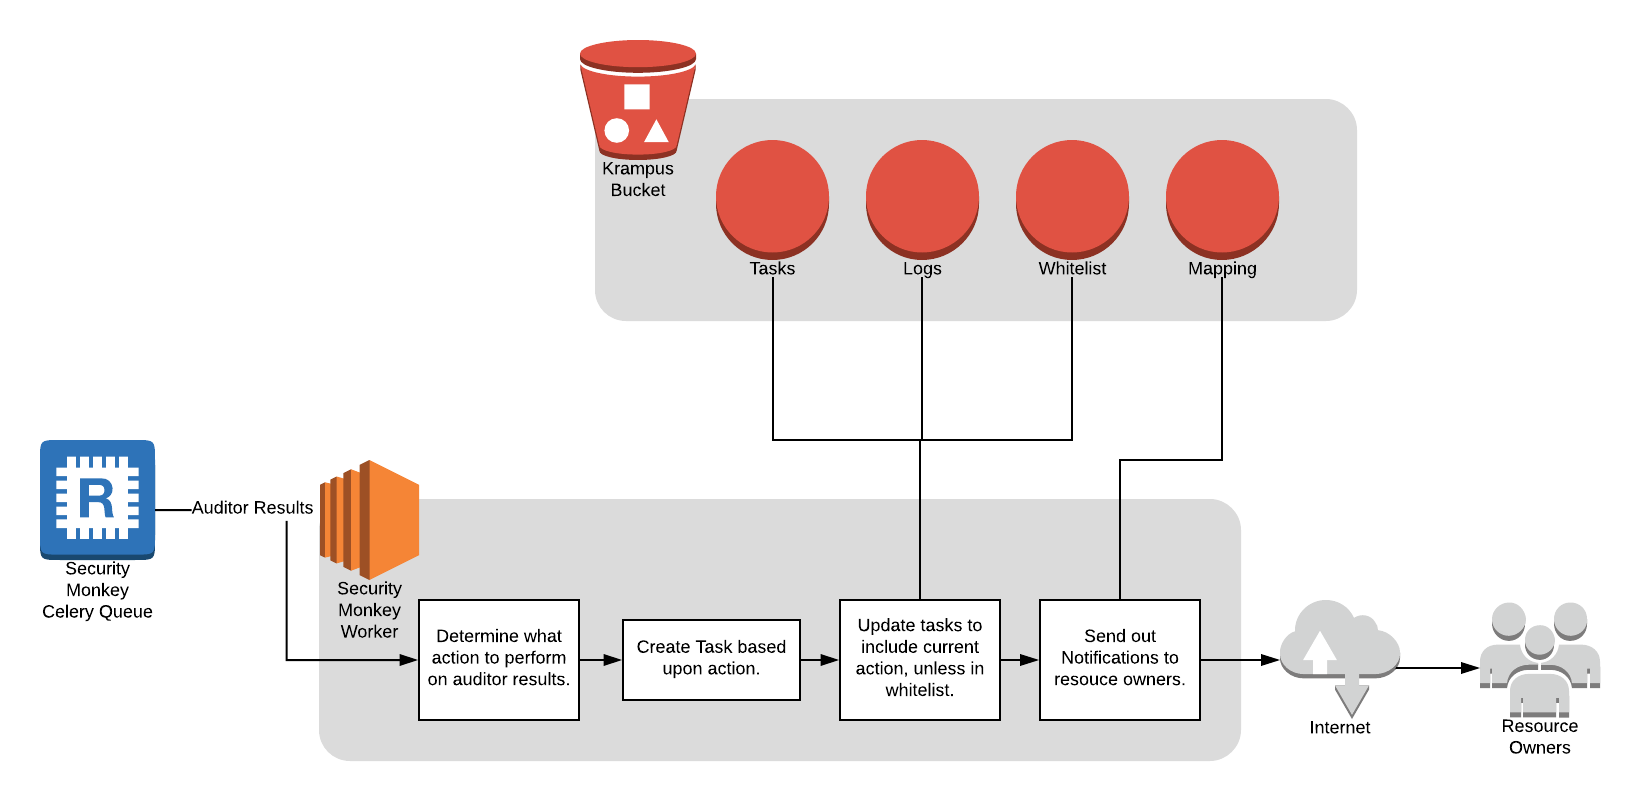 Krampus
Bucket
Tasks
Logs
Whitelist
Mapping
R
Security
Monkey
Celery Queue
Auditor Results
Security
Monkey
Worker
Determine what
action to perform
on auditor results.
Create Task based
upon action.
Update tasks to
include current
action, unless in
whitelist.
Send out
Notifications to
resouce owners.
Internet
Resource
Owners